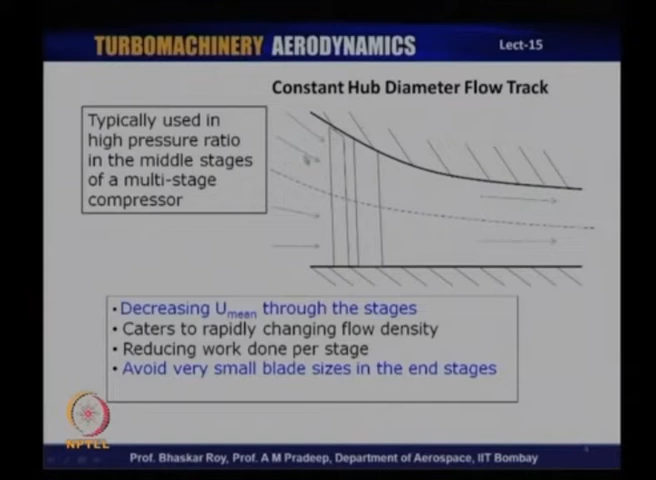 TURBOMACHINERY AERODYNAMICS
Lect-15
Constant Hub Diameter Flow Track
Typically used in
high pressure ratio
in the middle stages
of a multi-stage
compressor
• Decreasing Umean through the stages
• Caters to rapidly changing flow density
• Reducing work done per stage
• Avoid very small blade sizes in the end stages
NPTEL
Prof. Bhaskar Roy, Prof. A M Pradeep, Department of Aerospace, IIT Bombay